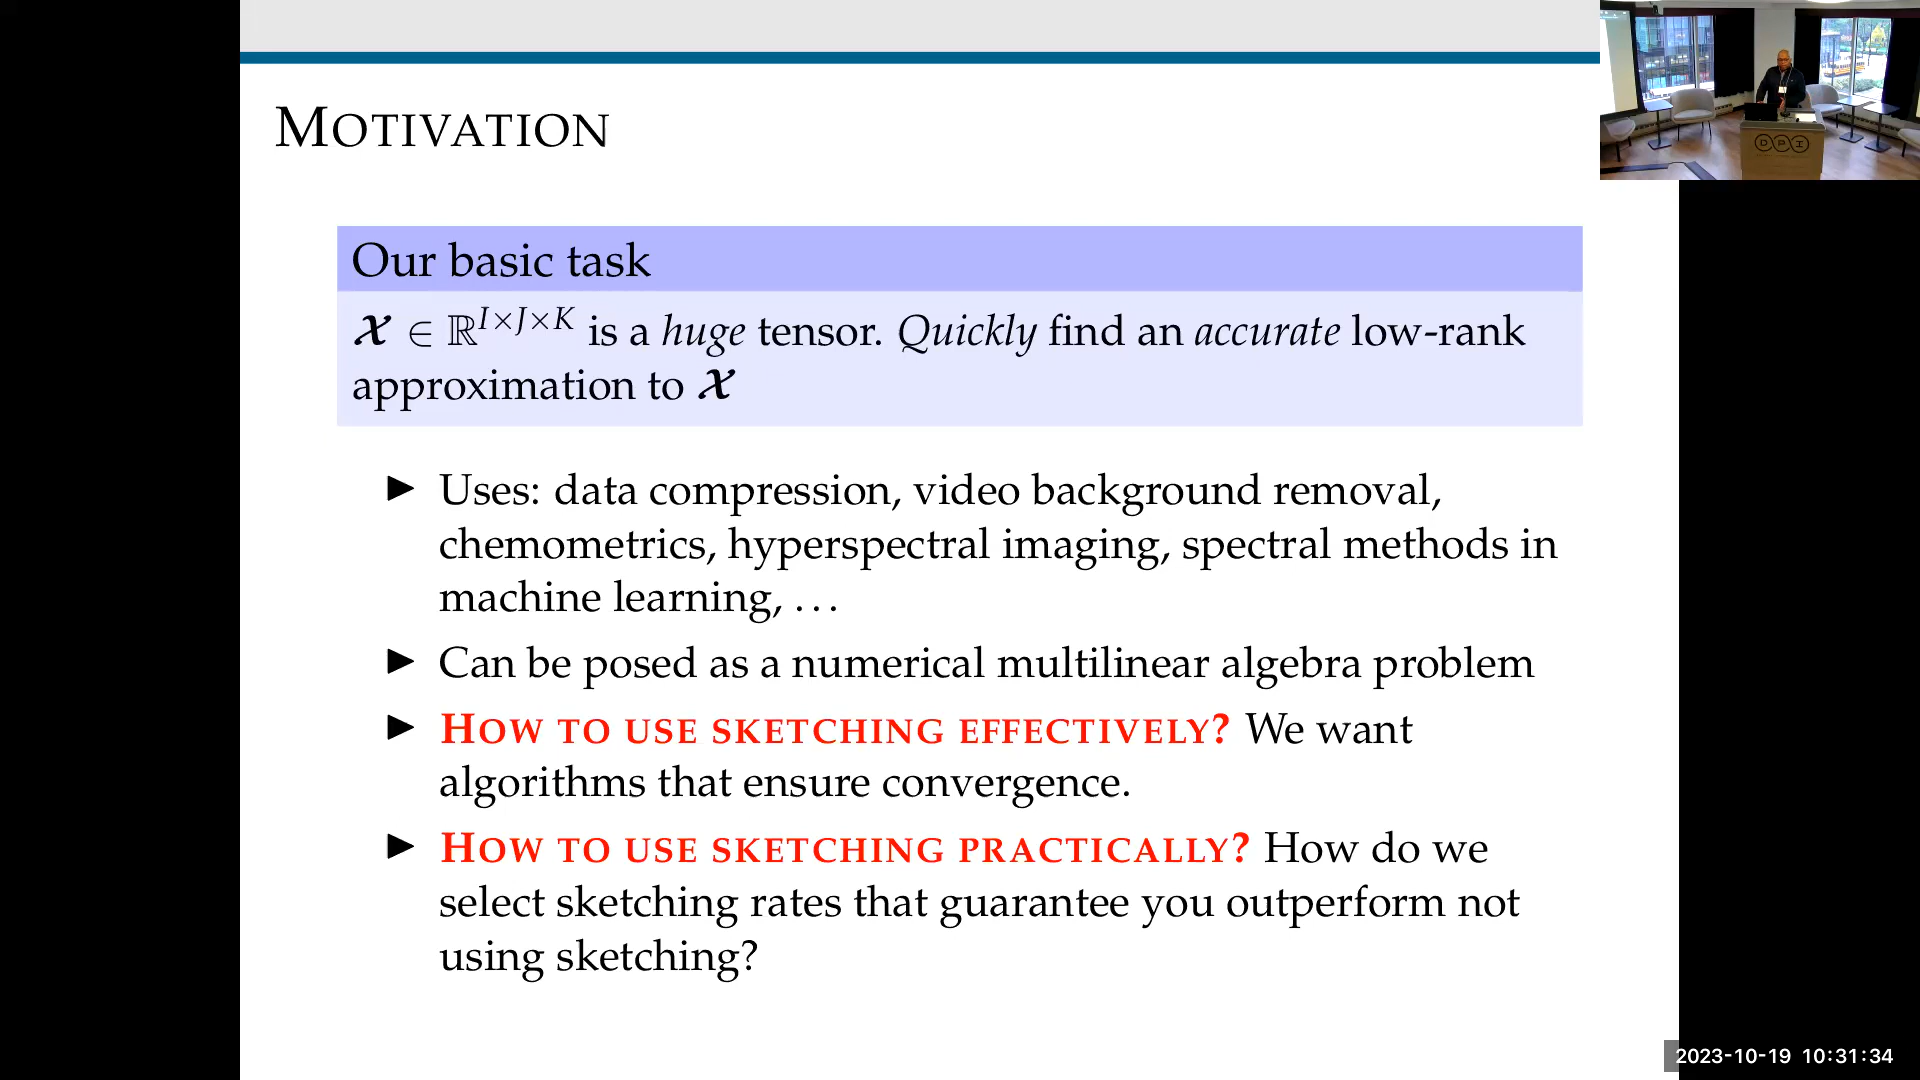 MOTIVATION
Our basic task
𝓧 ∈ ℝ^{I×J×K} is a huge tensor. Quickly find an accurate low-rank
approximation to 𝓧
▶ Uses: data compression, video background removal,
chemometrics, hyperspectral imaging, spectral methods in
machine learning, …
▶ Can be posed as a numerical multilinear algebra problem
▶ HOW TO USE SKETCHING EFFECTIVELY? We want
algorithms that ensure convergence.
▶ HOW TO USE SKETCHING PRACTICALLY? How do we
select sketching rates that guarantee you outperform not
using sketching?
DPI
2023-10-19 10:31:34